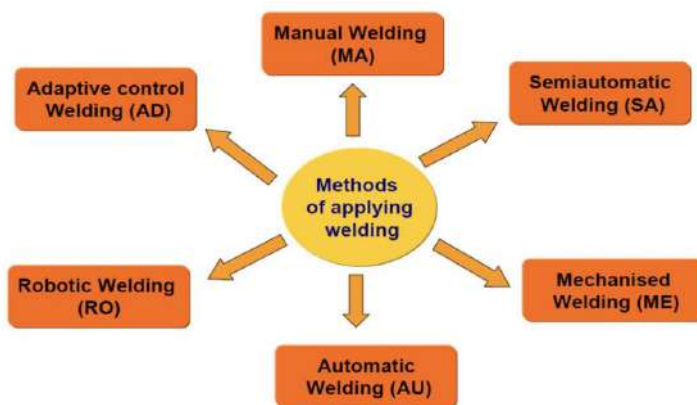 Manual Welding
(MA)
Adaptive control
Welding (AD)
Semiautomatic
Welding (SA)
Methods
of applying
welding
Robotic Welding
(RO)
Mechanised
Welding (ME)
Automatic
Welding (AU)